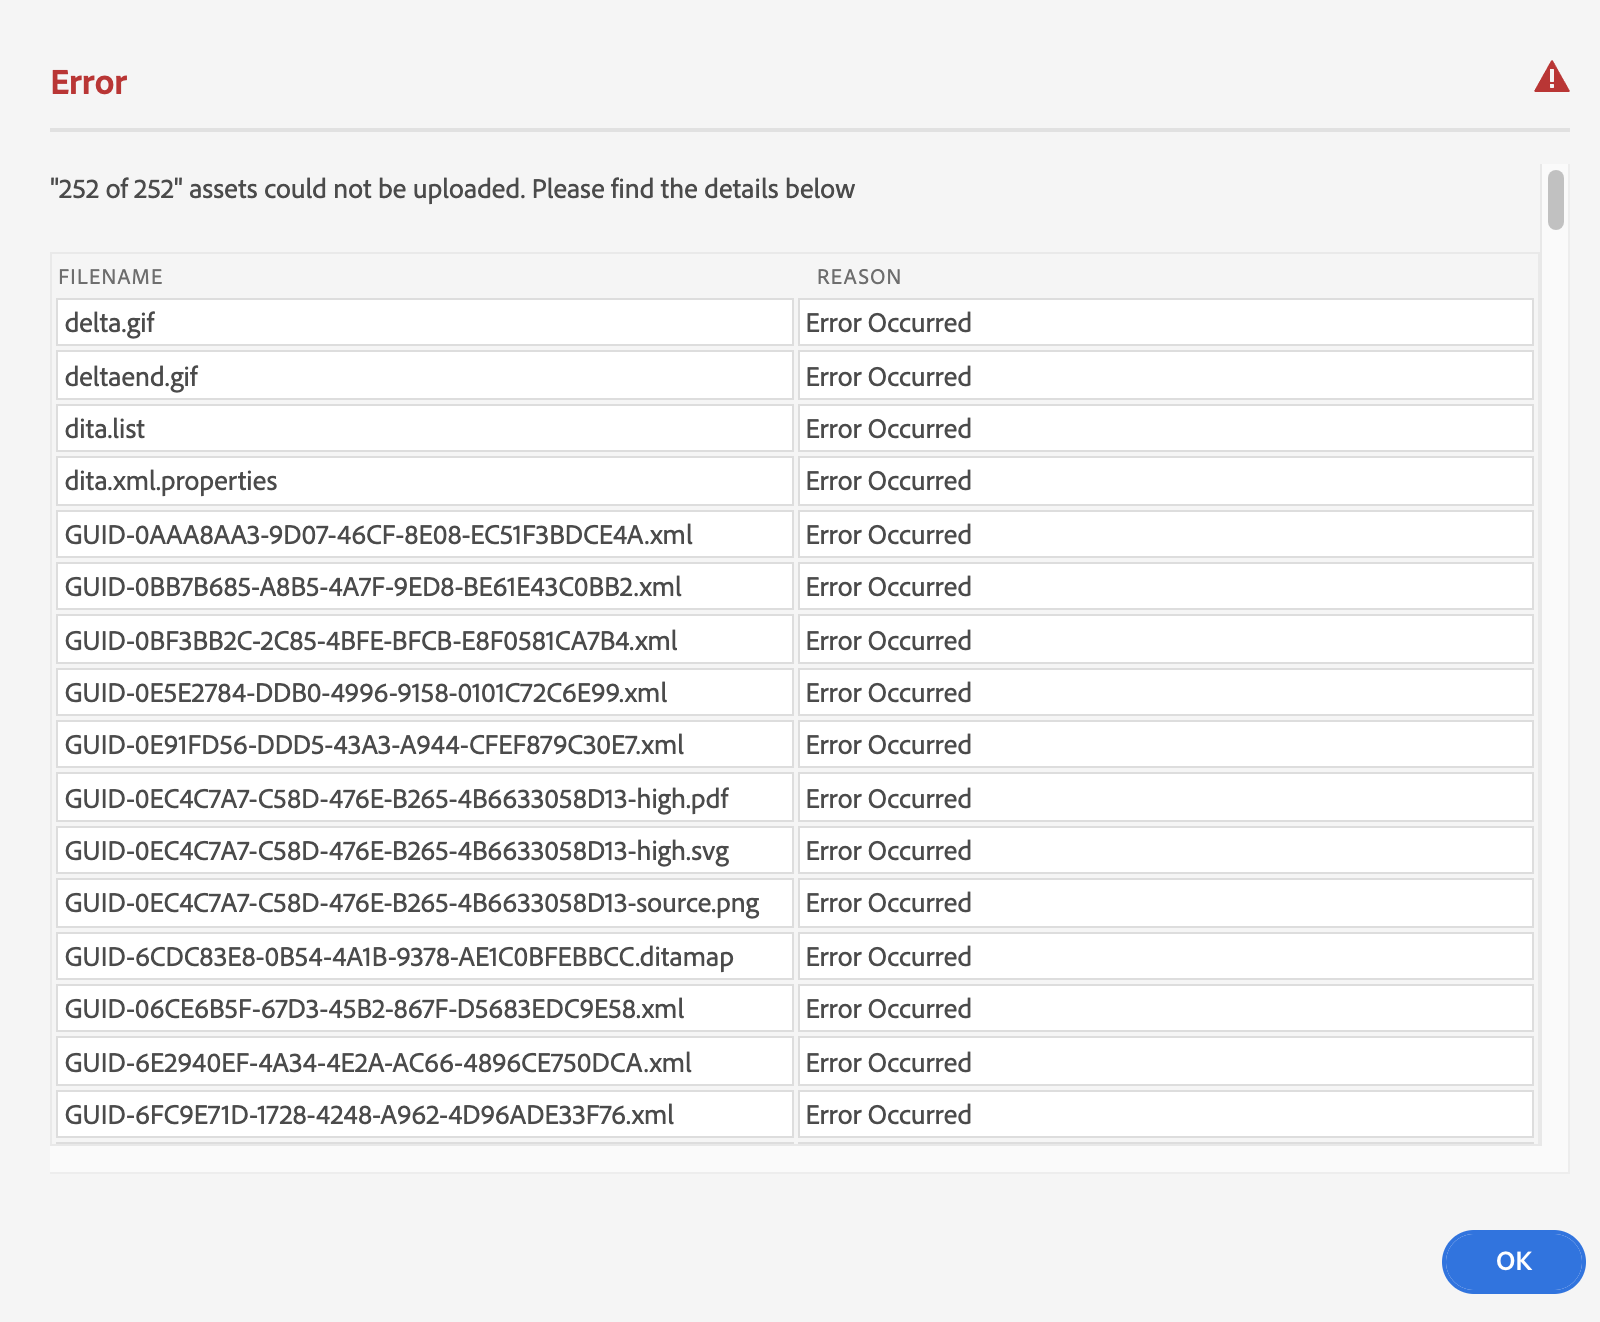 Error
"252 of 252" assets could not be uploaded. Please find the details below
FILENAME REASON
delta.gif Error Occurred
deltaend.gif Error Occurred
dita.list Error Occurred
dita.xml.properties Error Occurred
GUID-0AAA8AA3-9D07-46CF-8E08-EC51F3BDCE4A.xml Error Occurred
GUID-0BB7B685-A8B5-4A7F-9ED8-BE61E43C0BB2.xml Error Occurred
GUID-0BF3BB2C-2C85-4BFE-BFCB-E8F0581CA7B4.xml Error Occurred
GUID-0E5E2784-DDB0-4996-9158-0101C72C6E99.xml Error Occurred
GUID-0E91FD56-DDD5-43A3-A944-CFEF879C30E7.xml Error Occurred
GUID-0EC4C7A7-C58D-476E-B265-4B6633058D13-high.pdf Error Occurred
GUID-0EC4C7A7-C58D-476E-B265-4B6633058D13-high.svg Error Occurred
GUID-0EC4C7A7-C58D-476E-B265-4B6633058D13-source.png Error Occurred
GUID-6CDC83E8-0B54-4A1B-9378-AE1C0BFEBBCC.ditamap Error Occurred
GUID-06CE6B5F-67D3-45B2-867F-D5683EDC9E58.xml Error Occurred
GUID-6E2940EF-4A34-4E2A-AC66-4896CE750DCA.xml Error Occurred
GUID-6FC9E71D-1728-4248-A962-4D96ADE33F76.xml Error Occurred
OK